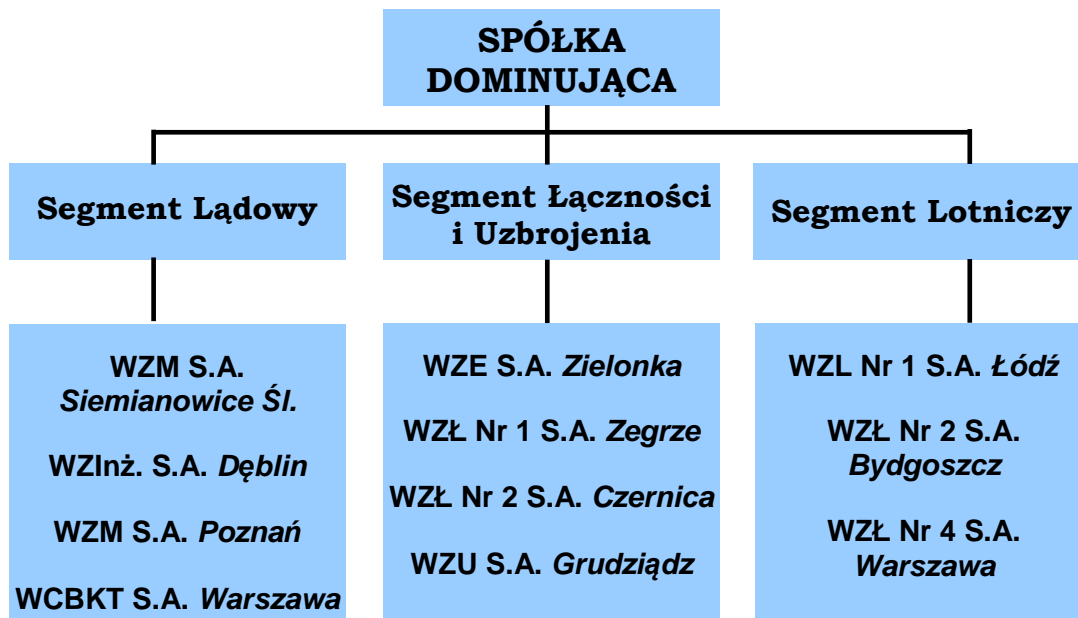 SPÓŁKA
DOMINUJĄCA
Segment Lądowy
Segment Łączności
i Uzbrojenia
Segment Lotniczy
WZM S.A.
Siemianowice Śl.
WZInż. S.A. Dęblin
WZM S.A. Poznań
WCBKT S.A. Warszawa
WZE S.A. Zielonka
WZŁ Nr 1 S.A. Zegrze
WZŁ Nr 2 S.A. Czernica
WZU S.A. Grudziądz
WZL Nr 1 S.A. Łódź
WZŁ Nr 2 S.A.
Bydgoszcz
WZŁ Nr 4 S.A.
Warszawa